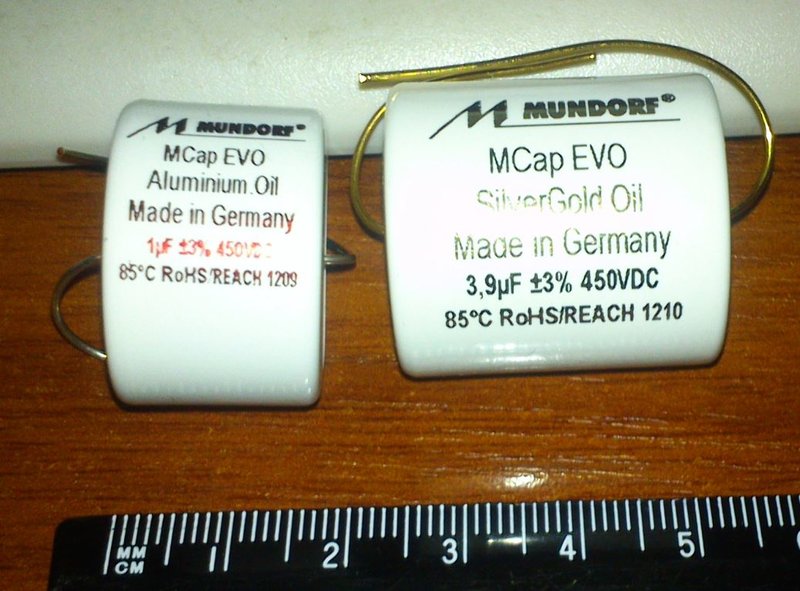 MUNDORF®
MCap EVO
Aluminium.Oil
Made in Germany
1µF ±3% 450VDC
85°C RoHS/REACH 1209
MUNDORF®
MCap EVO
SilverGold Oil
Made in Germany
3,9µF ±3% 450VDC
85°C RoHS/REACH 1210
MM
CM
1 2 3 4 5